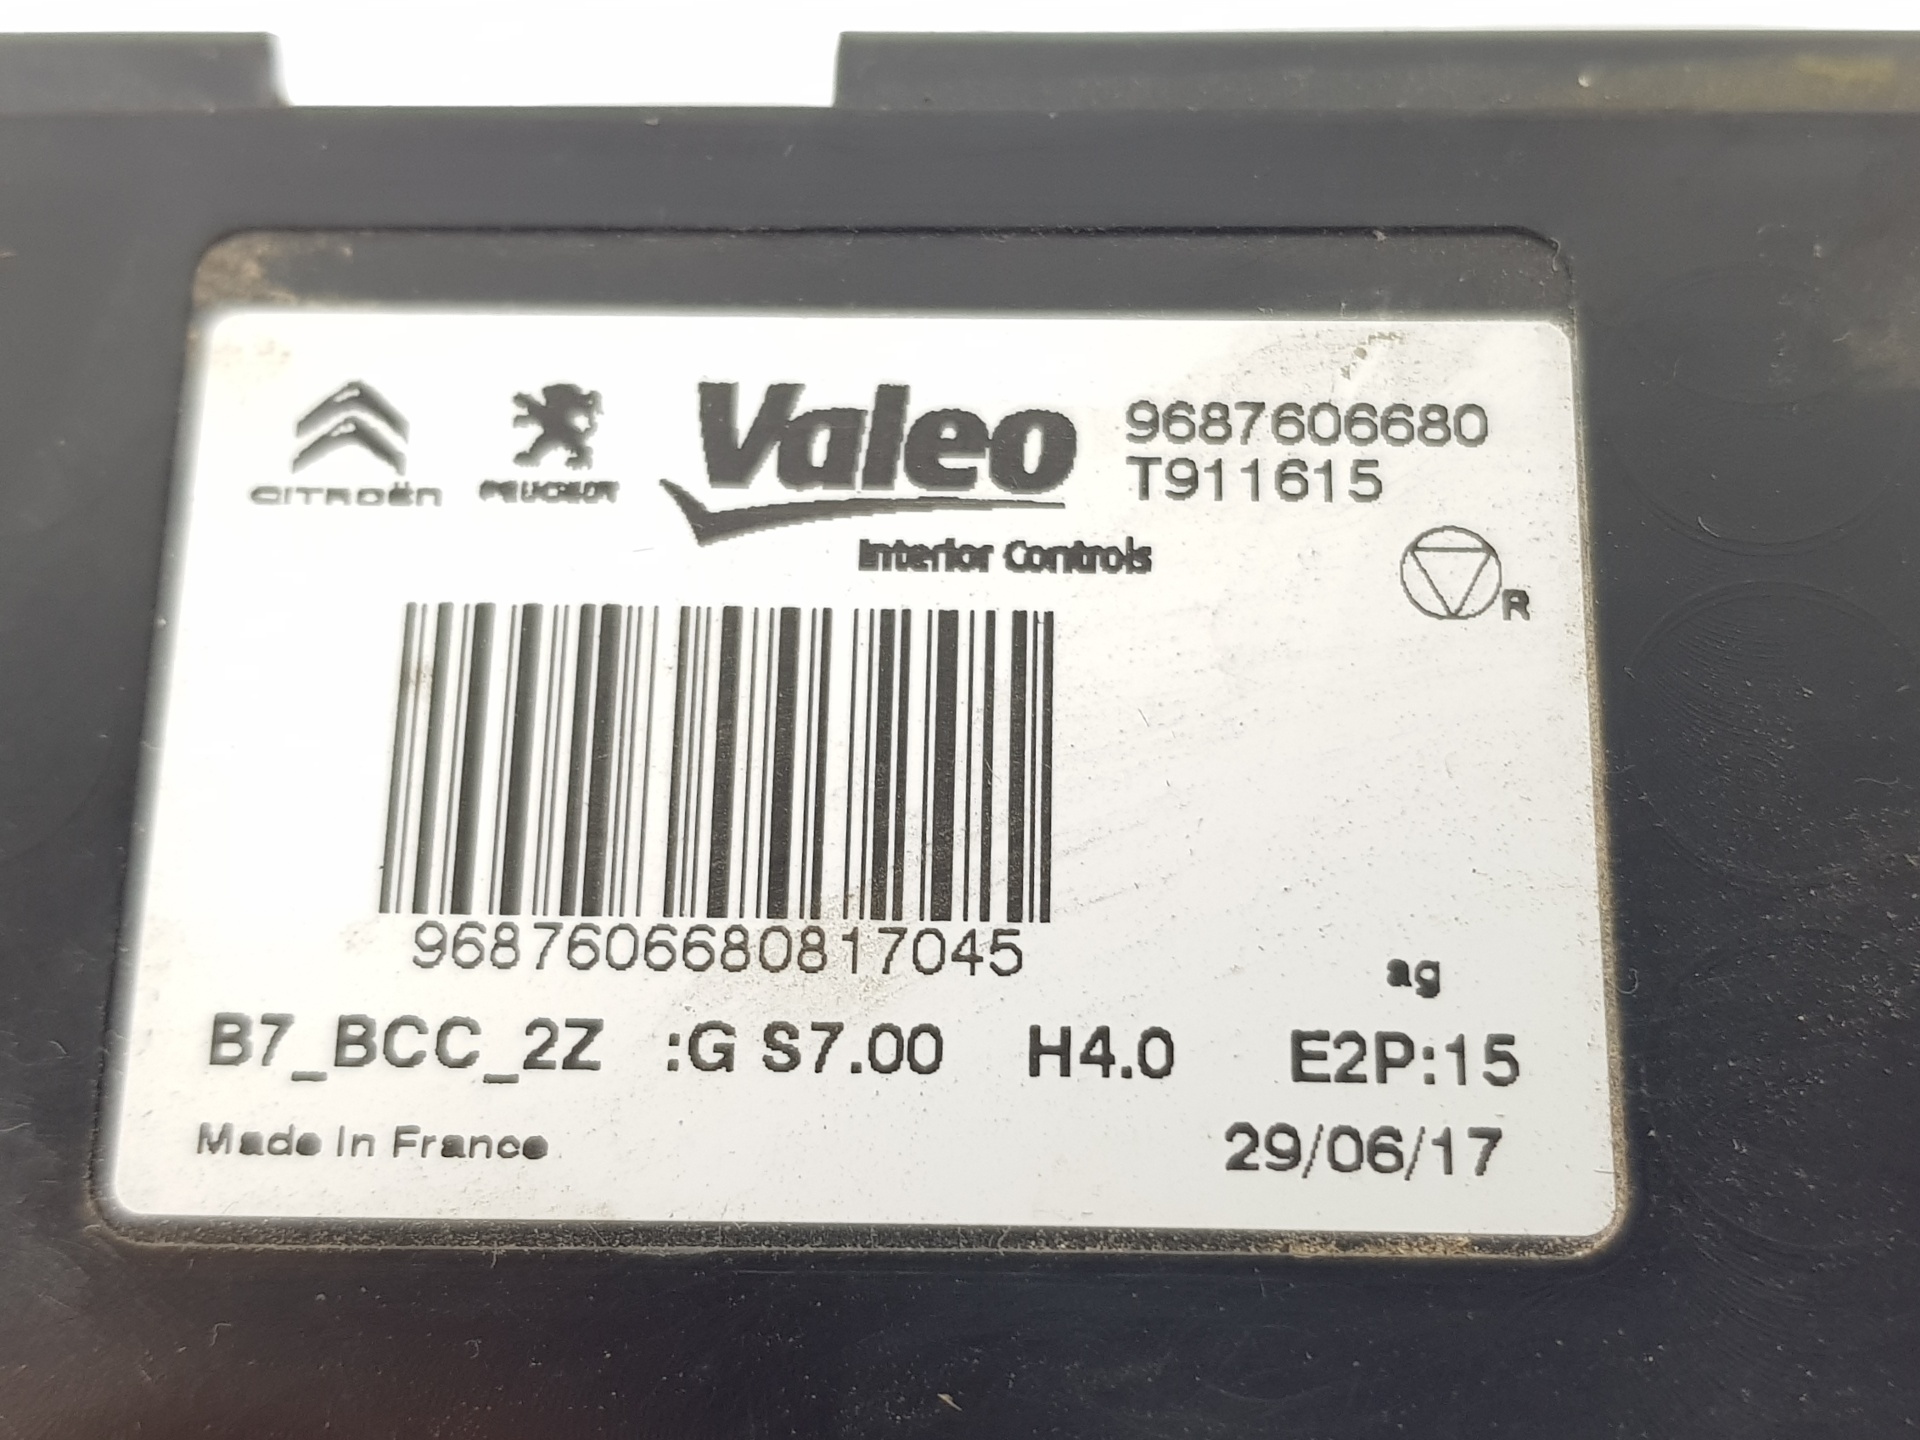 CITROËN PEUGEOT Valeo 9687606680
T911615
Interior Controls
R
9687606680817045
ag
B7_BCC_2Z :G S7.00 H4.0 E2P:15
Made In France 29/06/17